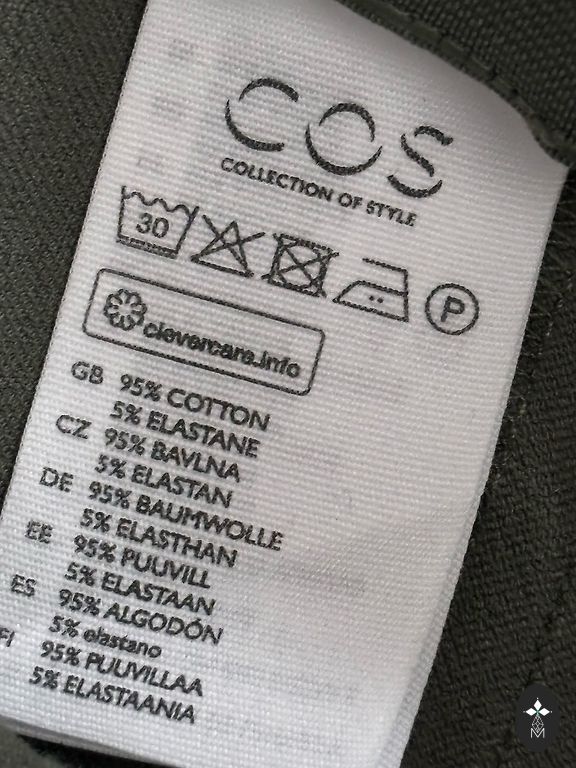 COS
COLLECTION OF STYLE
30
P
clevercare.info
GB 95% COTTON
5% ELASTANE
CZ 95% BAVLNA
5% ELASTAN
DE 95% BAUMWOLLE
5% ELASTHAN
EE 95% PUUVILL
5% ELASTAAN
ES 95% ALGODÓN
5% elastano
FI 95% PUUVILLAA
5% ELASTAANIA
M